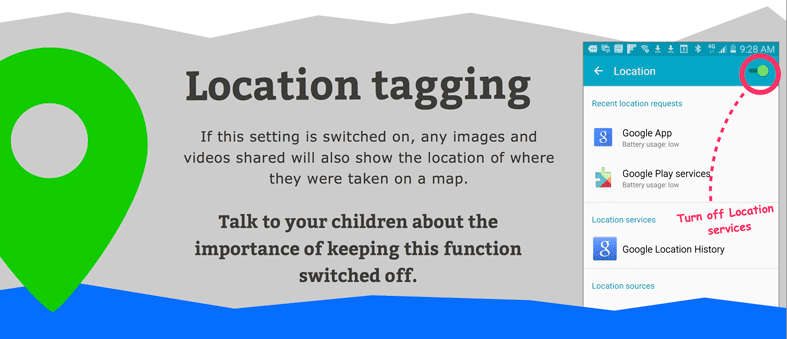 Location tagging
If this setting is switched on, any images and
videos shared will also show the location of where
they were taken on a map.
Talk to your children about the
importance of keeping this function
switched off.
4G
9:28 AM
Location
Recent location requests
Google App
Battery usage: low
Google Play services
Battery usage: low
Turn off Location
services
Location services
Google Location History
Location sources